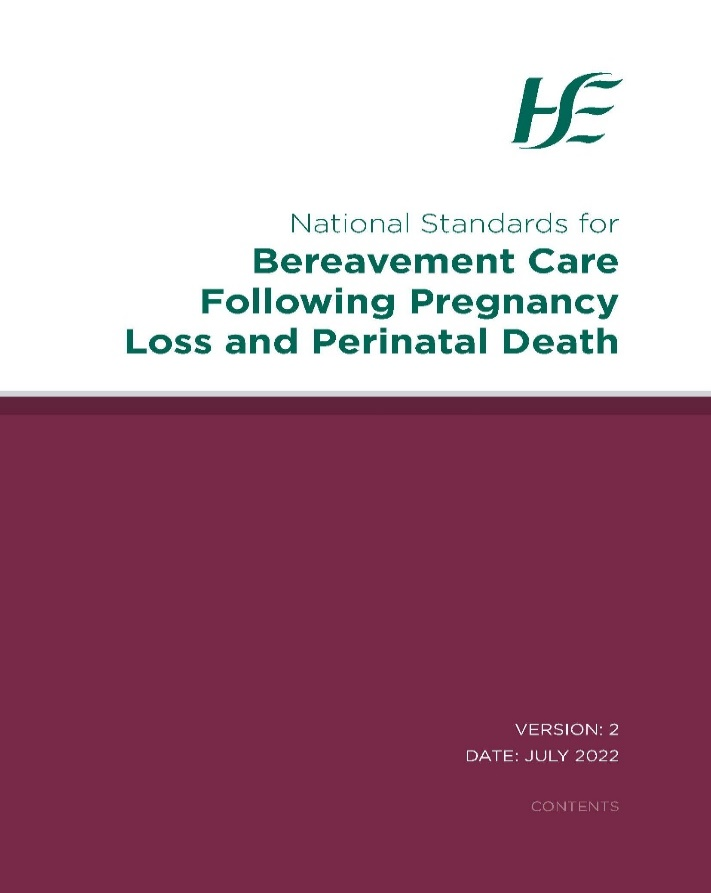 HSE
National Standards for
Bereavement Care
Following Pregnancy
Loss and Perinatal Death
VERSION: 2
DATE: JULY 2022
CONTENTS